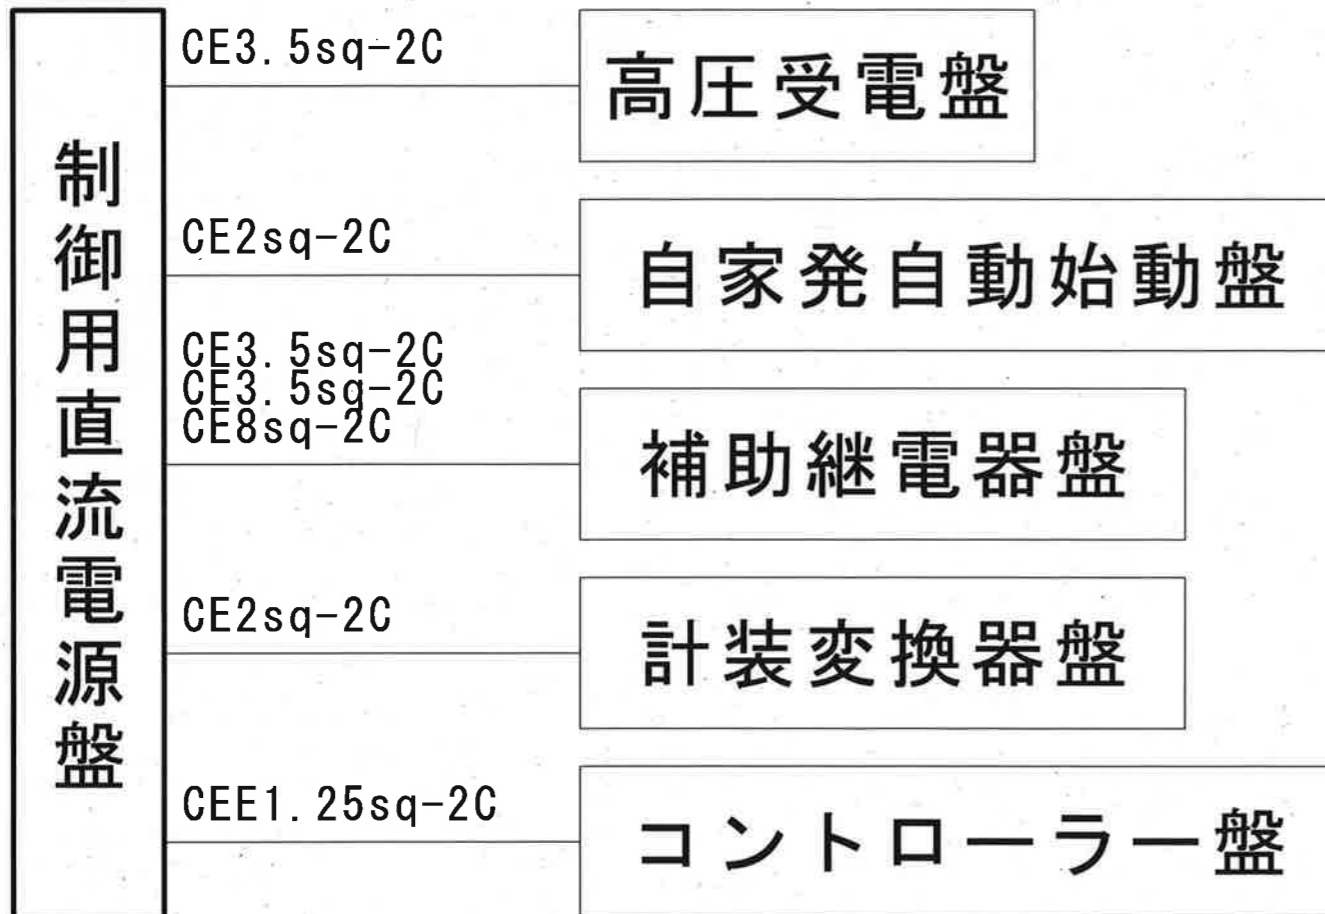 制御用直流電源盤
CE3.5sq-2C
高圧受電盤
CE2sq-2C
自家発自動始動盤
CE3.5sq-2C
CE3.5sq-2C
CE8sq-2C
補助継電器盤
CE2sq-2C
計装変換器盤
CEE1.25sq-2C
コントローラー盤